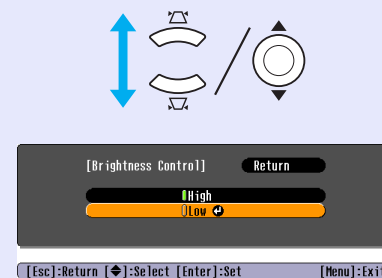 [Brightness Control] Return
High
Low
[Esc]:Return [◆]:Select [Enter]:Set [Menu]:Exit